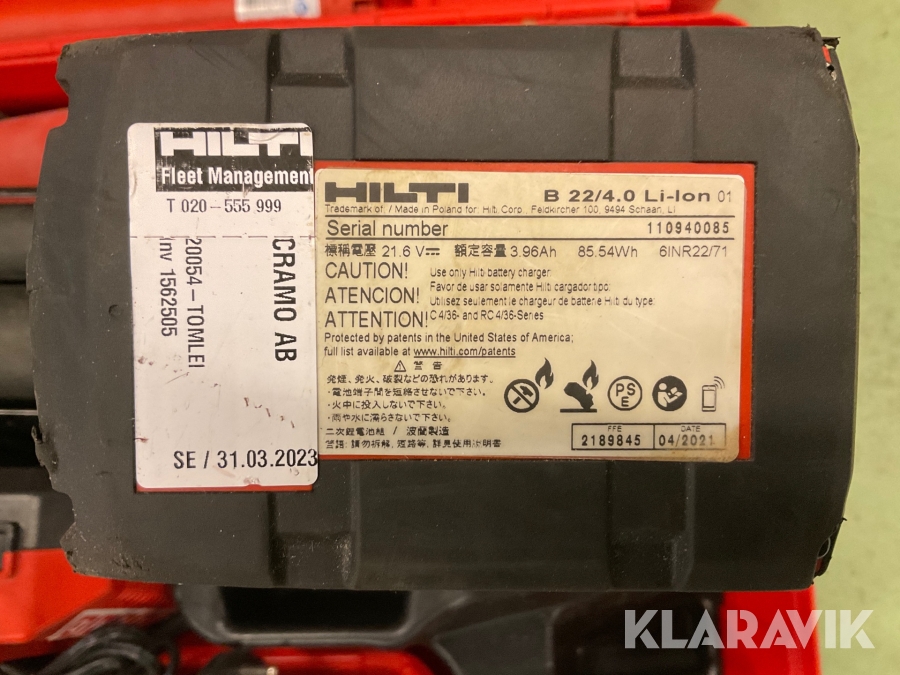 HILTI
Fleet Management
T 020-555 999
CRAMO AB
20054-TOMLEI
nv 1562505
SE / 31.03.2023
HILTI B 22/4.0 Li-Ion 01
Trademark of / Made in Poland for: Hilti Corp., Feldkircher 100, 9494 Schaan, LI
Serial number 110940085
標稱電壓 21.6 V 額定容量 3.96Ah 85.54Wh 6INR22/71
CAUTION! Use only Hilti battery charger.
ATENCION! Favor de usar solamente Hilti cargador tipo:
Utilisez seulement le chargeur de batterie Hilti du type:
ATTENTION! C4/36- and RC4/36-Series
Protected by patents in the United States of America;
full list available at www.hilti.com/patents
警告
発煙、発火、破裂などの恐れがあります。
・電池端子間を短絡させないで下さい。
・火中に投入しないで下さい。
・雨や水に濡らさないで下さい。
二次鋰電池組 / 波蘭製造
警語: 請勿拆解, 短路等, 詳見使用說明書
PSE
FFE
2189845
DATE
04/2021
KLARAVIK